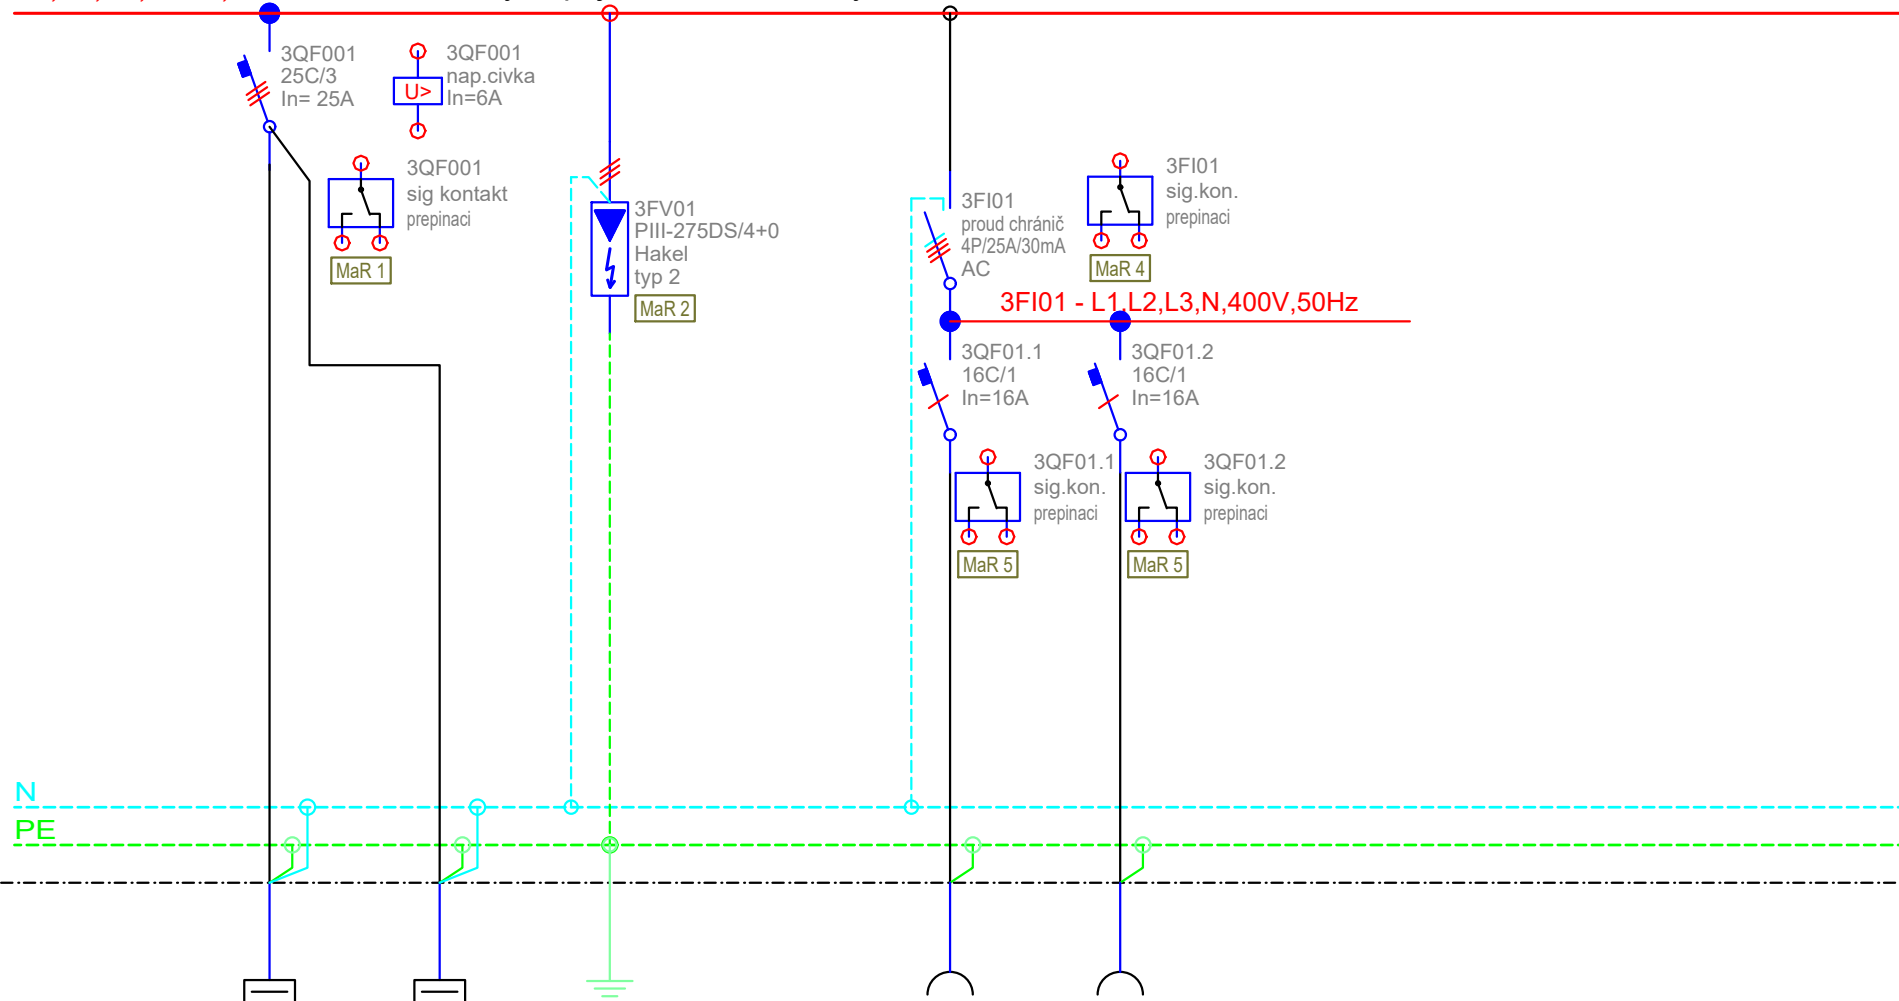 3QF001
25C/3
In= 25A
3QF001
nap.civka
In=6A
U>
3QF001
sig kontakt
prepinaci
MaR 1
3FV01
PIII-275DS/4+0
Hakel
typ 2
MaR 2
3FI01
proud chránič
4P/25A/30mA
AC
3FI01
sig.kon.
prepinaci
MaR 4
3FI01 - L1,L2,L3,N,400V,50Hz
3QF01.1
16C/1
In=16A
3QF01.2
16C/1
In=16A
3QF01.1
sig.kon.
prepinaci
MaR 5
3QF01.2
sig.kon.
prepinaci
MaR 5
N
PE